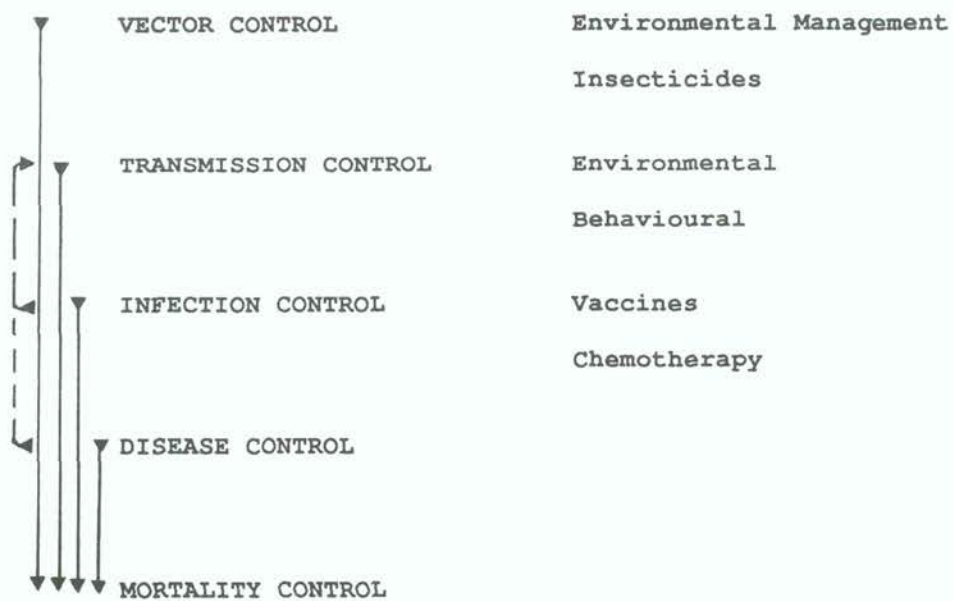 VECTOR CONTROL Environmental Management
Insecticides
TRANSMISSION CONTROL Environmental
Behavioural
INFECTION CONTROL Vaccines
Chemotherapy
DISEASE CONTROL
MORTALITY CONTROL